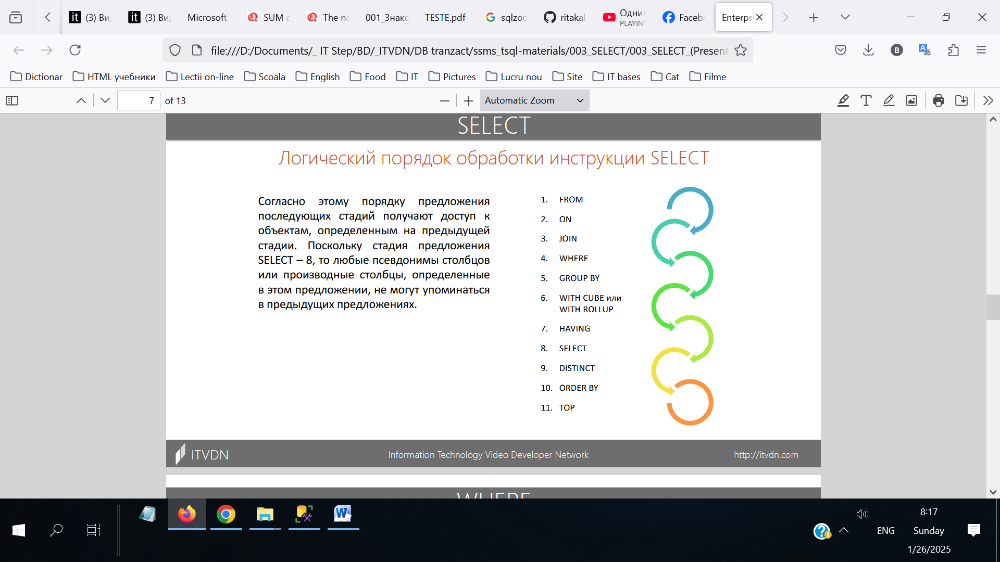 (3) Ви
(3) Ви
Microsoft
SUM a
The no
001_Знако
TESTE.pdf
sqlzoo
ritakal
Одним
PLAYING
Facebo
Enterpri
file:///D:/Documents/_ IT Step/BD/_ITVDN/DB tranzact/ssms_tsql-materials/003_SELECT/003_SELECT_(Present
B
Dictionar
HTML учебники
Lectii on-line
Scoala
English
Food
IT
Pictures
Lucru nou
Site
IT bases
Cat
Filme
7 of 13
Automatic Zoom
SELECT
Логический порядок обработки инструкции SELECT
Согласно этому порядку предложения
последующих стадий получают доступ к
объектам, определенным на предыдущей
стадии. Поскольку стадия предложения
SELECT – 8, то любые псевдонимы столбцов
или производные столбцы, определенные
в этом предложении, не могут упоминаться
в предыдущих предложениях.
1. FROM
2. ON
3. JOIN
4. WHERE
5. GROUP BY
6. WITH CUBE или
WITH ROLLUP
7. HAVING
8. SELECT
9. DISTINCT
10. ORDER BY
11. TOP
ITVDN
Information Technology Video Developer Network
http://itvdn.com
WHERE
8:17
ENG
Sunday
1/26/2025